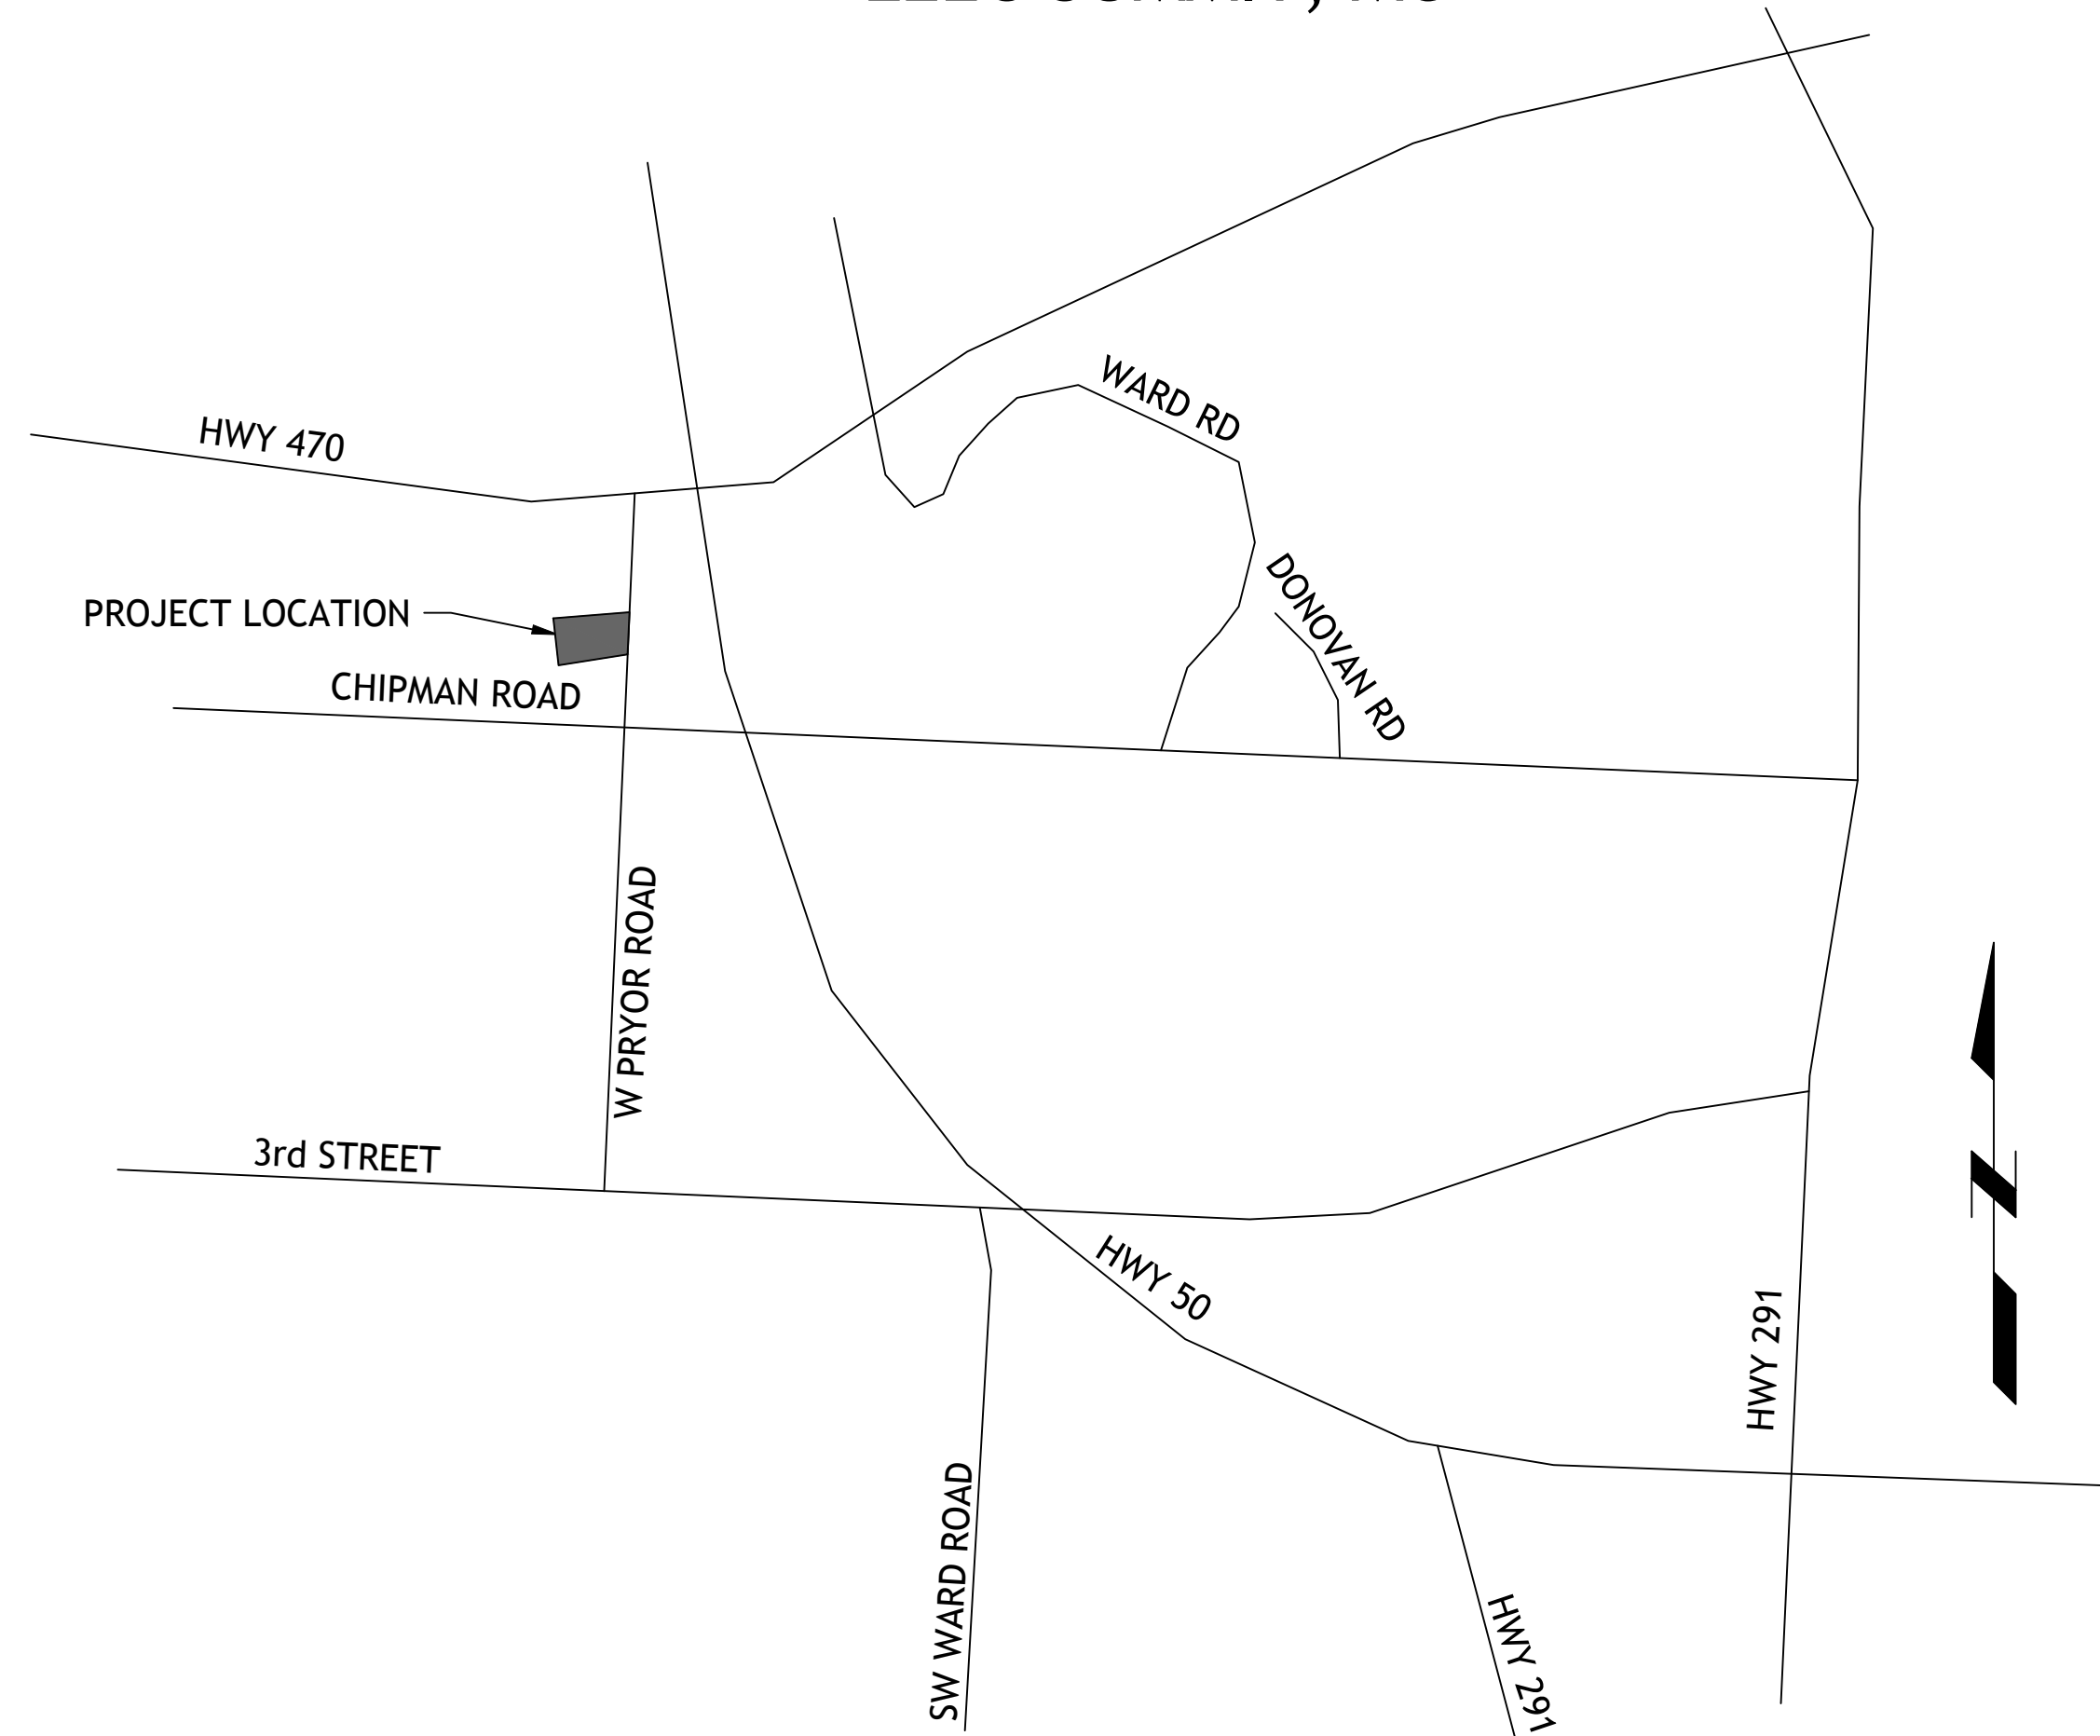 HWY 470
WARD RD
DONOVAN RD
PROJECT LOCATION
CHIPMAN ROAD
W PRYOR ROAD
3rd STREET
HWY 50
HWY 291
SW WARD ROAD
HWY 291
N